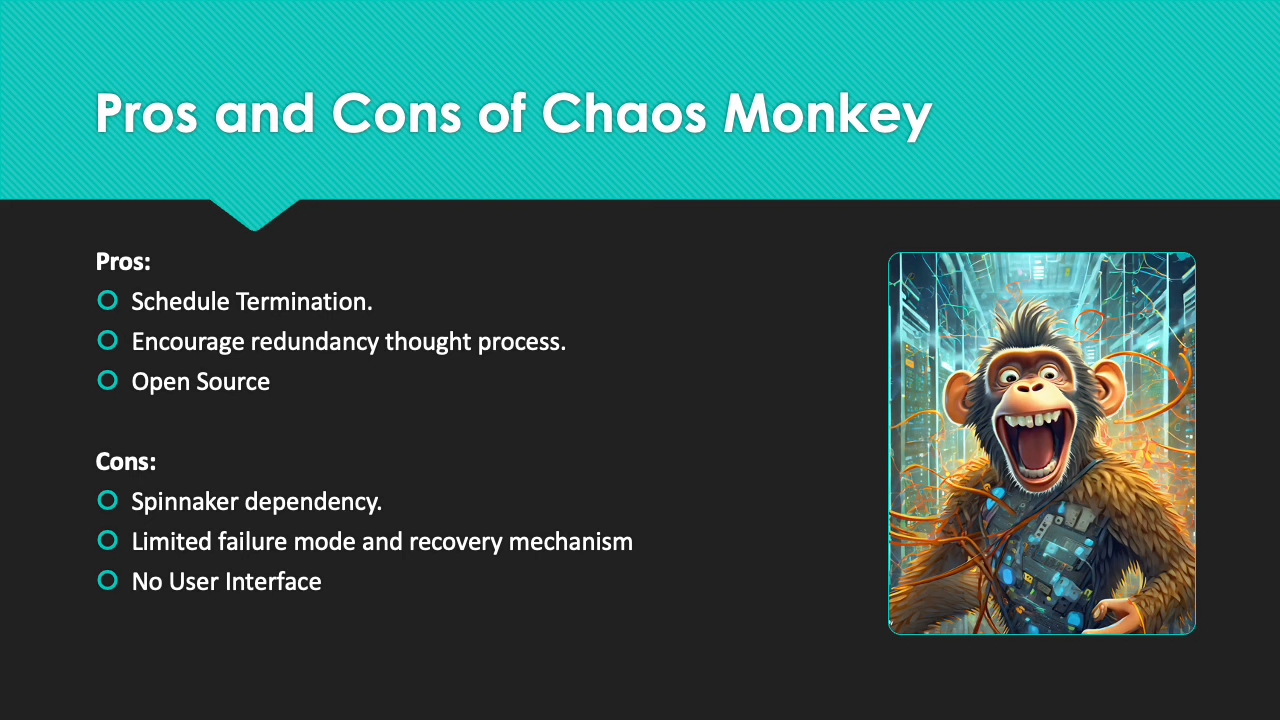 Pros and Cons of Chaos Monkey
Pros:
Schedule Termination.
Encourage redundancy thought process.
Open Source
Cons:
Spinnaker dependency.
Limited failure mode and recovery mechanism
No User Interface